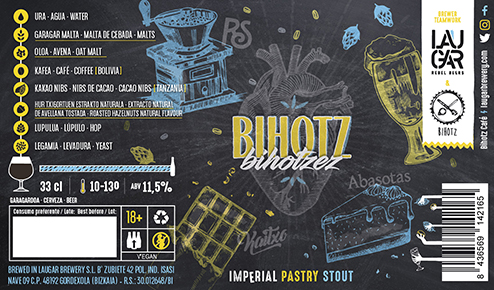 URA · AGUA · WATER
GARAGAR MALTA · MALTA DE CEBADA · MALTS
OLOA · AVENA · OAT MALT
KAFEA · CAFÉ · COFFEE [BOLIVIA]
KAKAO NIBS · NIBS DE CACAO · CACAO NIBS [TANZANIA]
HUR TXIGORTUEN ESTRAKTO NATURALA · EXTRACTO NATURAL
DE AVELLANA TOSTADA · ROASTED HAZELNUTS NATURAL FLAVOUR
LUPULUA · LÚPULO · HOP
LEGAMIA · LEVADURA · YEAST
33 cl
10-13º
ABV 11,5%
GARAGARDOA · CERVEZA · BEER
Consumo preferente / Lote: Best before / Lot:
18+
VEGAN
BREWED IN LAUGAR BREWERY S.L. Bº ZUBIETE 42 POL. IND. ISASI
NAVE 09 C.P. 48192 GORDEXOLA (BIZKAIA) - R.S.: 30.012648/BI
RS
BIHOTZ
bihotzez
Abasotas
Kaitxo
IMPERIAL PASTRY STOUT
BREWER
TEAMWORK
LAU
GAR
REBEL BEERS
&
BIHOTZ
Bihotz Café
laugarbrewery.com
8 436569 142165